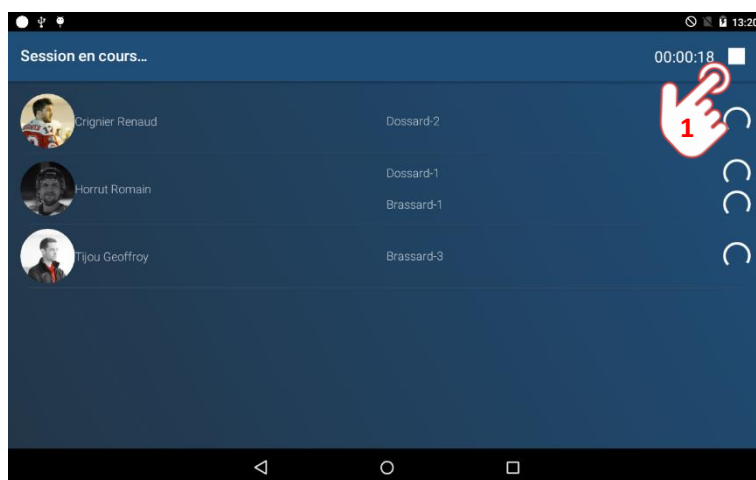 13:20
Session en cours...
00:00:18
1
Crignier Renaud
Dossard-2
Horrut Romain
Dossard-1
Brassard-1
Tijou Geoffroy
Brassard-3